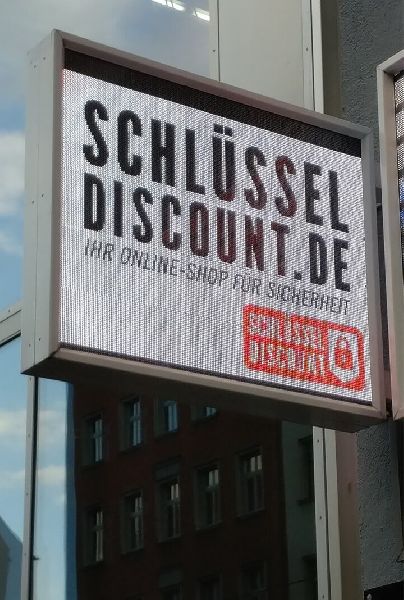 SCHLÜSSEL
DISCOUNT.DE
IHR ONLINE-SHOP FÜR SICHERHEIT
SCHLÜSSEL
DISCOUNT